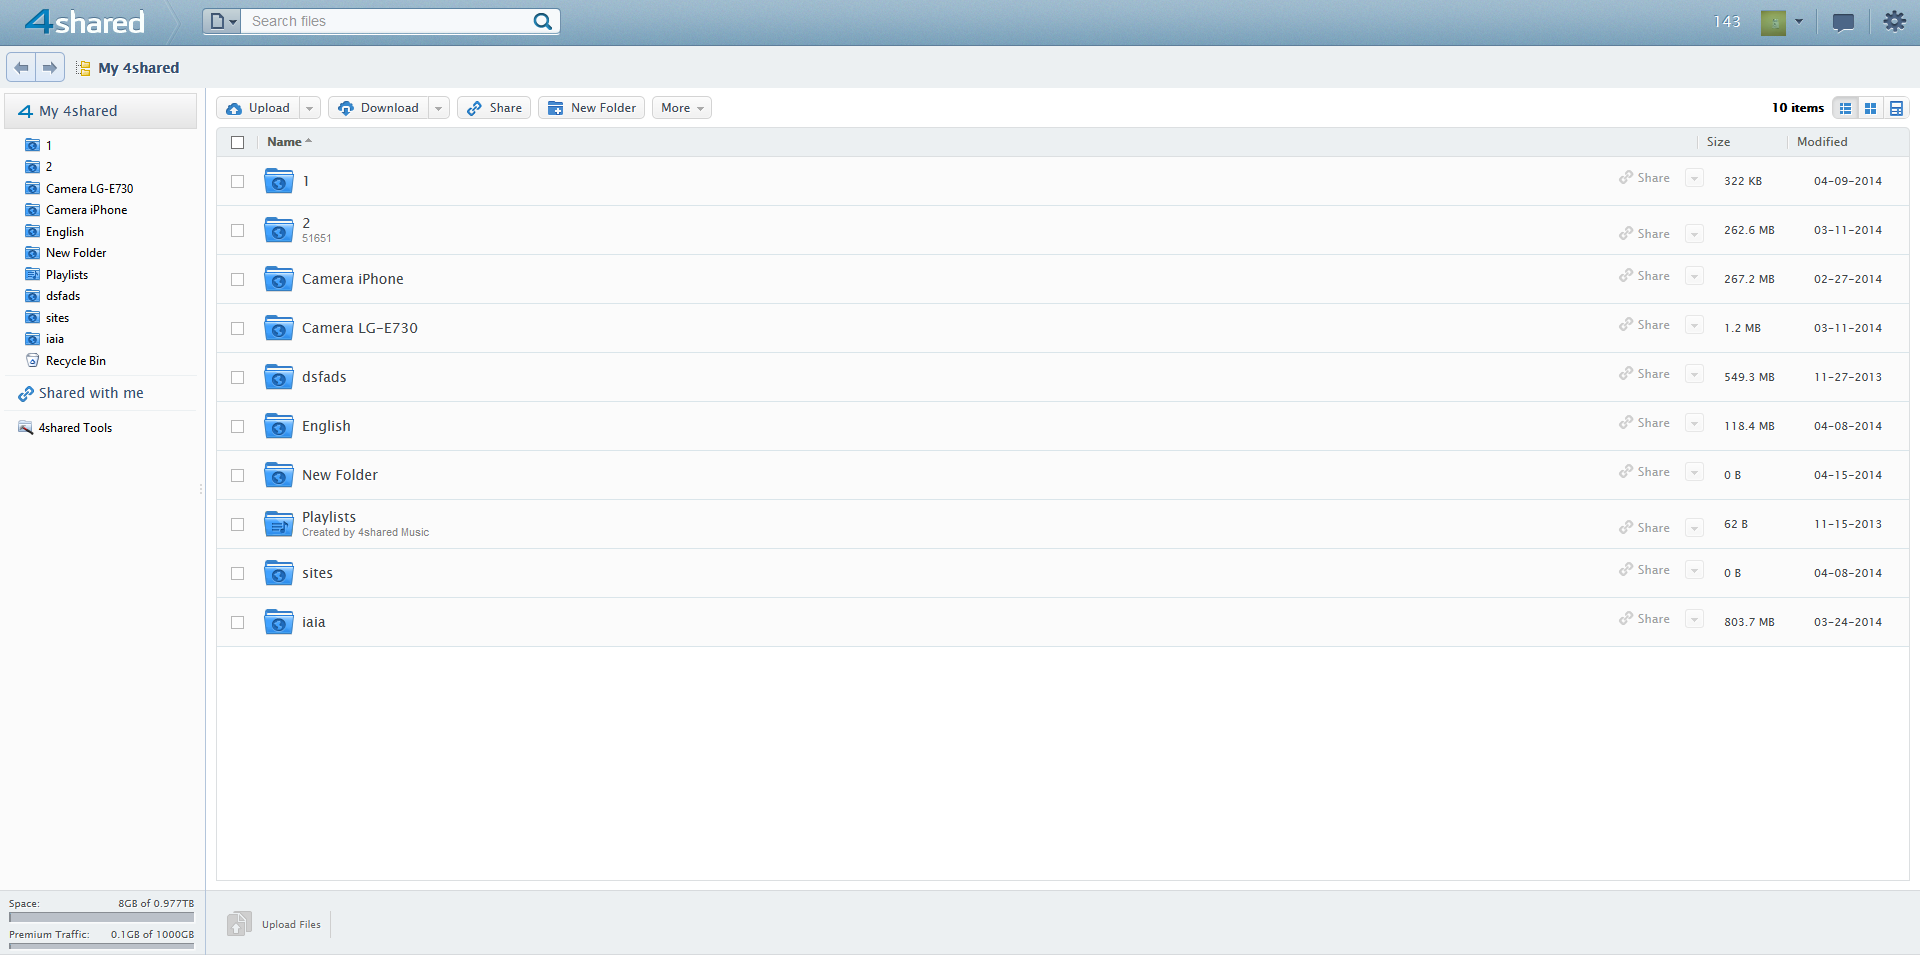 4shared
Search files
143
My 4shared
My 4shared
1
2
Camera LG-E730
Camera iPhone
English
New Folder
Playlists
dsfads
sites
iaia
Recycle Bin
Shared with me
4shared Tools
Space: 8GB of 0.977TB
Premium Traffic: 0.1GB of 1000GB
Upload Download Share New Folder More 10 items
Name Size Modified
1 Share 322 KB 04-09-2014
2 Share 262.6 MB 03-11-2014
51651
Camera iPhone Share 267.2 MB 02-27-2014
Camera LG-E730 Share 1.2 MB 03-11-2014
dsfads Share 549.3 MB 11-27-2013
English Share 118.4 MB 04-08-2014
New Folder Share 0 B 04-15-2014
Playlists Share 62 B 11-15-2013
Created by 4shared Music
sites Share 0 B 04-08-2014
iaia Share 803.7 MB 03-24-2014
Upload Files